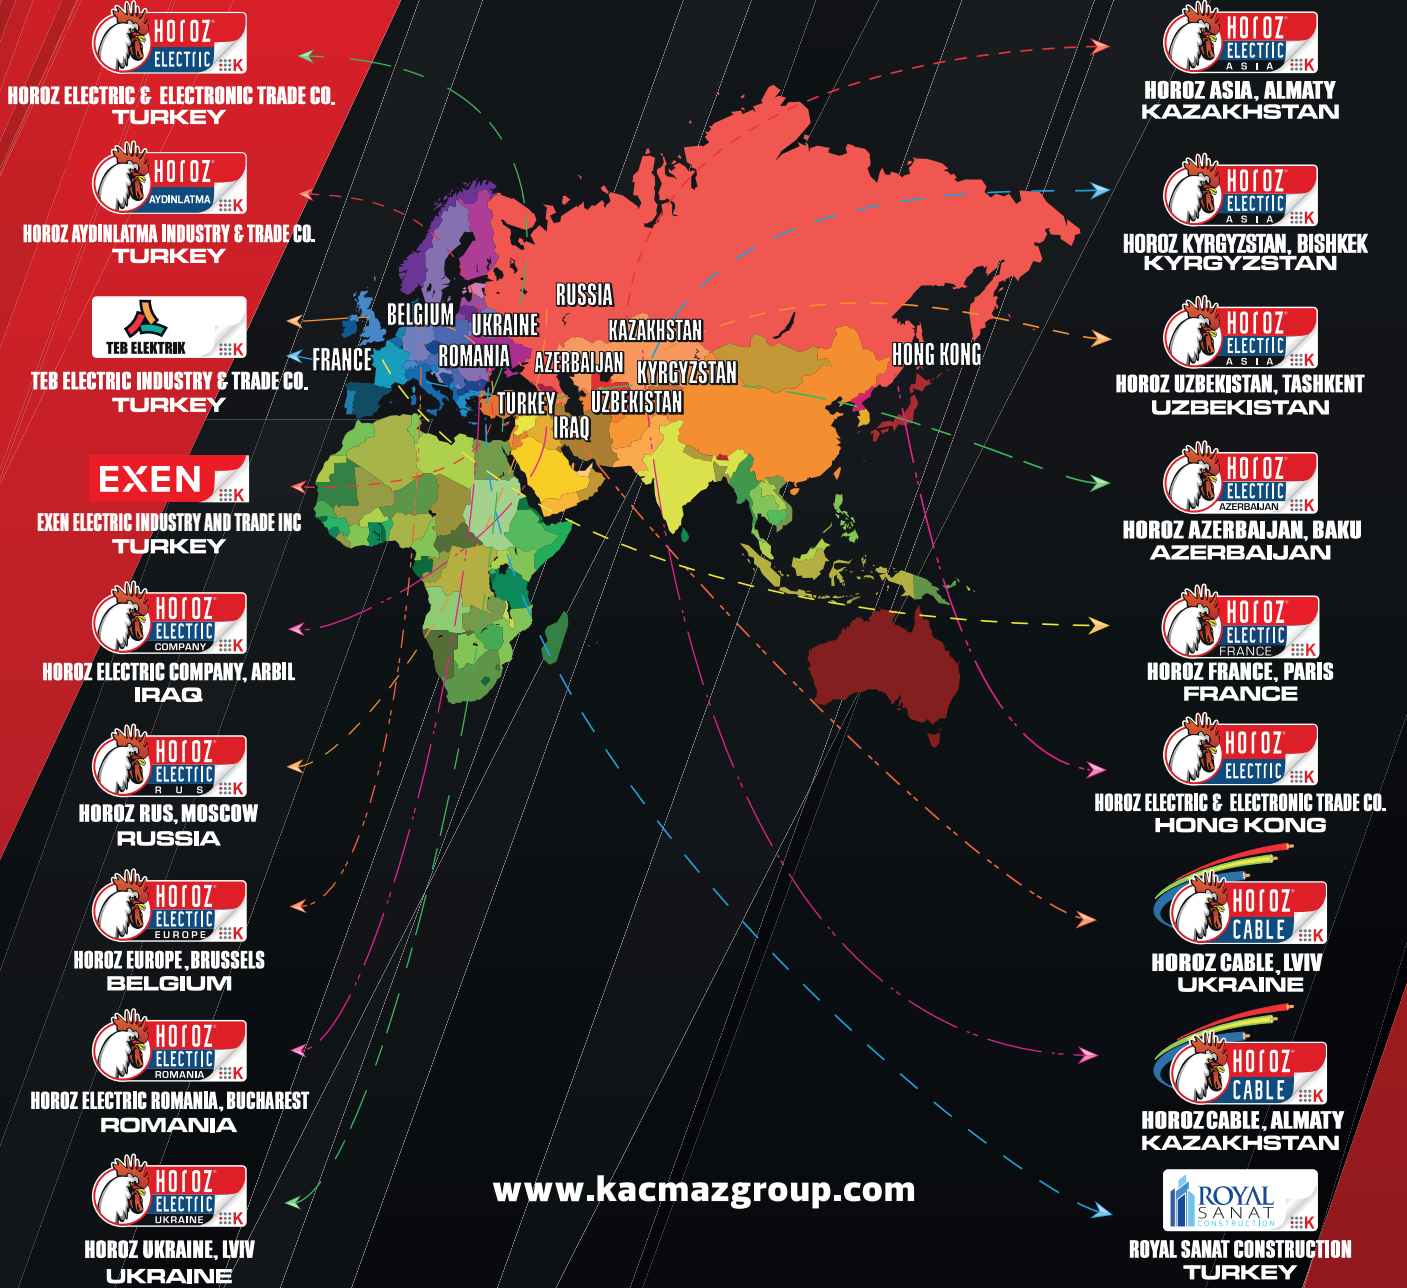 HOROZ
ELECTRIC
K
HOROZ ELECTRIC & ELECTRONIC TRADE CO.
TURKEY
HOROZ
AYDINLATMA
K
HOROZ AYDINLATMA INDUSTRY & TRADE CO.
TURKEY
TEB ELEKTRIK
K
TEB ELECTRIC INDUSTRY & TRADE CO.
TURKEY
EXEN
K
EXEN ELECTRIC INDUSTRY AND TRADE INC
TURKEY
HOROZ
ELECTRIC
COMPANY
K
HOROZ ELECTRIC COMPANY, ARBİL
IRAQ
HOROZ
ELECTRIC
RUS
K
HOROZ RUS, MOSCOW
RUSSIA
HOROZ
ELECTRIC
EUROPE
K
HOROZ EUROPE, BRUSSELS
BELGIUM
HOROZ
ELECTRIC
ROMANIA
K
HOROZ ELECTRIC ROMANIA, BUCHAREST
ROMANIA
HOROZ
ELECTRIC
UKRAINE
K
HOROZ UKRAINE, LVIV
UKRAINE
RUSSIA
BELGIUM
UKRAINE
KAZAKHSTAN
FRANCE
ROMANIA
AZERBAIJAN
KYRGYZSTAN
HONG KONG
TURKEY
UZBEKISTAN
IRAQ
www.kacmazgroup.com
HOROZ
ELECTRIC
ASIA
K
HOROZ ASIA, ALMATY
KAZAKHSTAN
HOROZ
ELECTRIC
ASIA
K
HOROZ KYRGYZSTAN, BISHKEK
KYRGYZSTAN
HOROZ
ELECTRIC
ASIA
K
HOROZ UZBEKISTAN, TASHKENT
UZBEKISTAN
HOROZ
ELECTRIC
AZERBAIJAN
K
HOROZ AZERBAIJAN, BAKU
AZERBAIJAN
HOROZ
ELECTRIC
FRANCE
K
HOROZ FRANCE, PARIS
FRANCE
HOROZ
ELECTRIC
K
HOROZ ELECTRIC & ELECTRONIC TRADE CO.
HONG KONG
HOROZ
CABLE
K
HOROZ CABLE, LVIV
UKRAINE
HOROZ
CABLE
K
HOROZ CABLE, ALMATY
KAZAKHSTAN
ROYAL
SANAT
CONSTRUCTION
K
ROYAL SANAT CONSTRUCTION
TURKEY